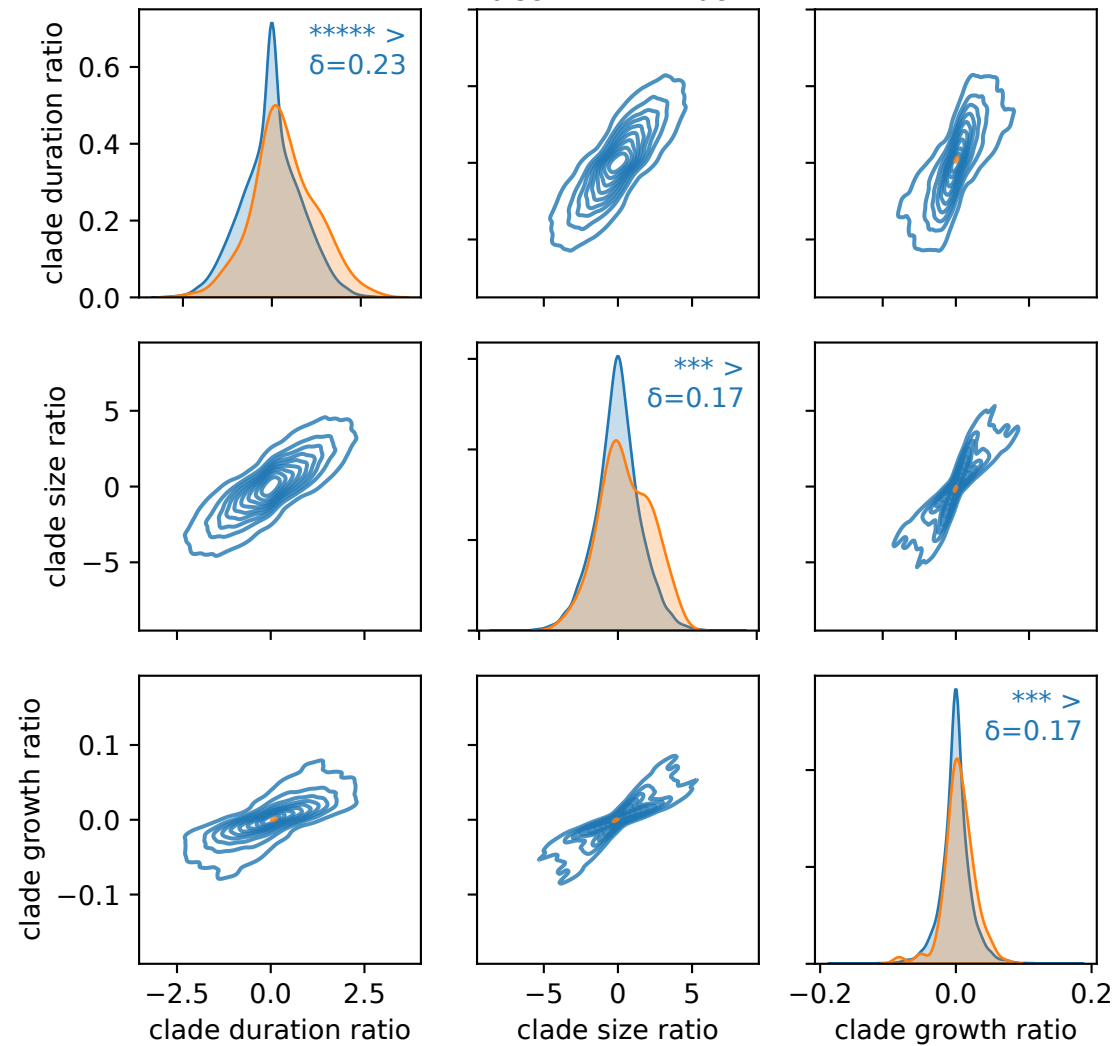 clade duration ratio
0.6
0.4
0.2
0.0
***** >
δ=0.23
clade size ratio
5
0
−5
*** >
δ=0.17
clade growth ratio
0.1
0.0
−0.1
*** >
δ=0.17
−2.5 0.0 2.5
−5 0 5
−0.2 0.0 0.2
clade duration ratio
clade size ratio
clade growth ratio